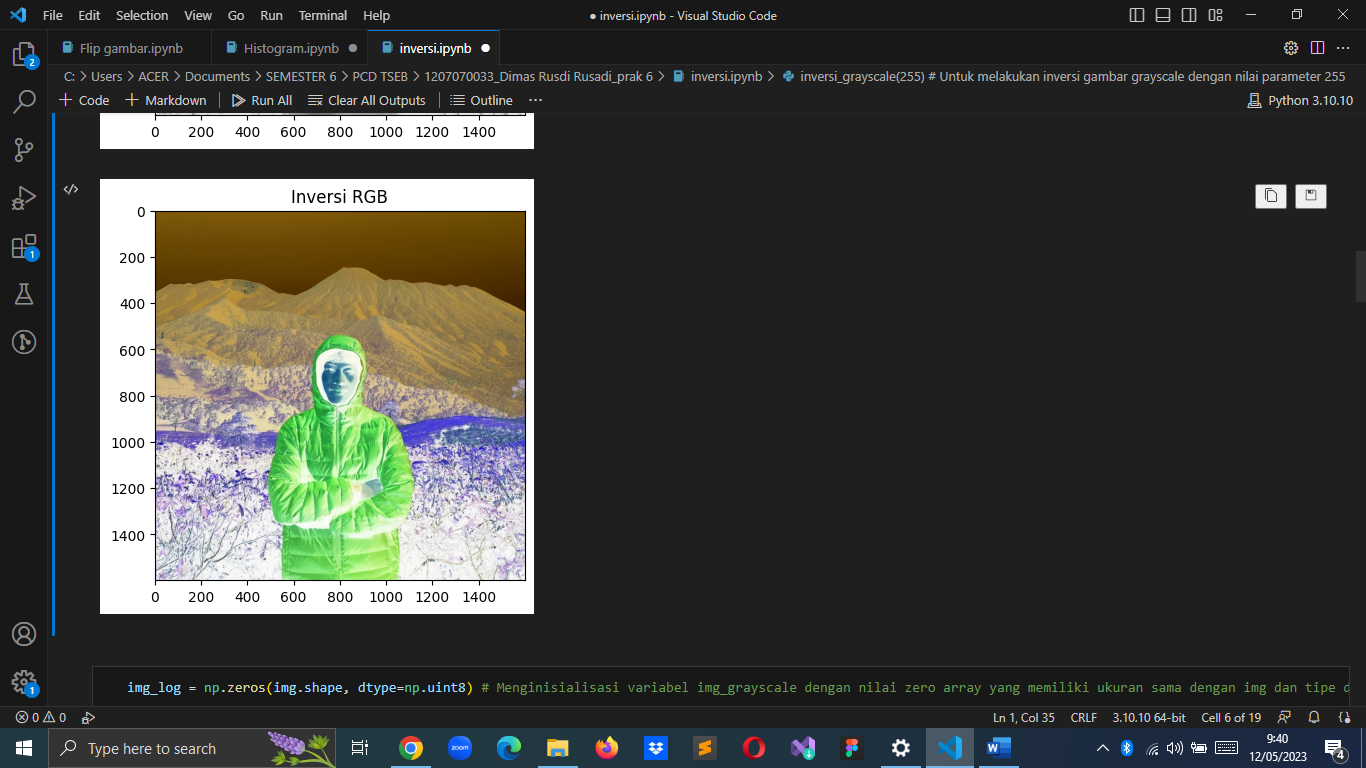 File Edit Selection View Go Run Terminal Help ● inversi.ipynb - Visual Studio Code
Flip gambar.ipynb Histogram.ipynb ● inversi.ipynb ●
C: > Users > ACER > Documents > SEMESTER 6 > PCD TSEB > 1207070033_Dimas Rusdi Rusadi_prak 6 > inversi.ipynb > inversi_grayscale(255) # Untuk melakukan inversi gambar grayscale dengan nilai parameter 255
+ Code + Markdown Run All Clear All Outputs Outline ··· Python 3.10.10
0 200 400 600 800 1000 1200 1400
Inversi RGB
0
200
400
600
800
1000
1200
1400
0 200 400 600 800 1000 1200 1400
img_log = np.zeros(img.shape, dtype=np.uint8) # Menginisialisasi variabel img_grayscale dengan nilai zero array yang memiliki ukuran sama dengan img dan tipe d
2
1
1
0 0 Ln 1, Col 35 CRLF 3.10.10 64-bit Cell 6 of 19
Type here to search zoom 9:40
12/05/2023 4